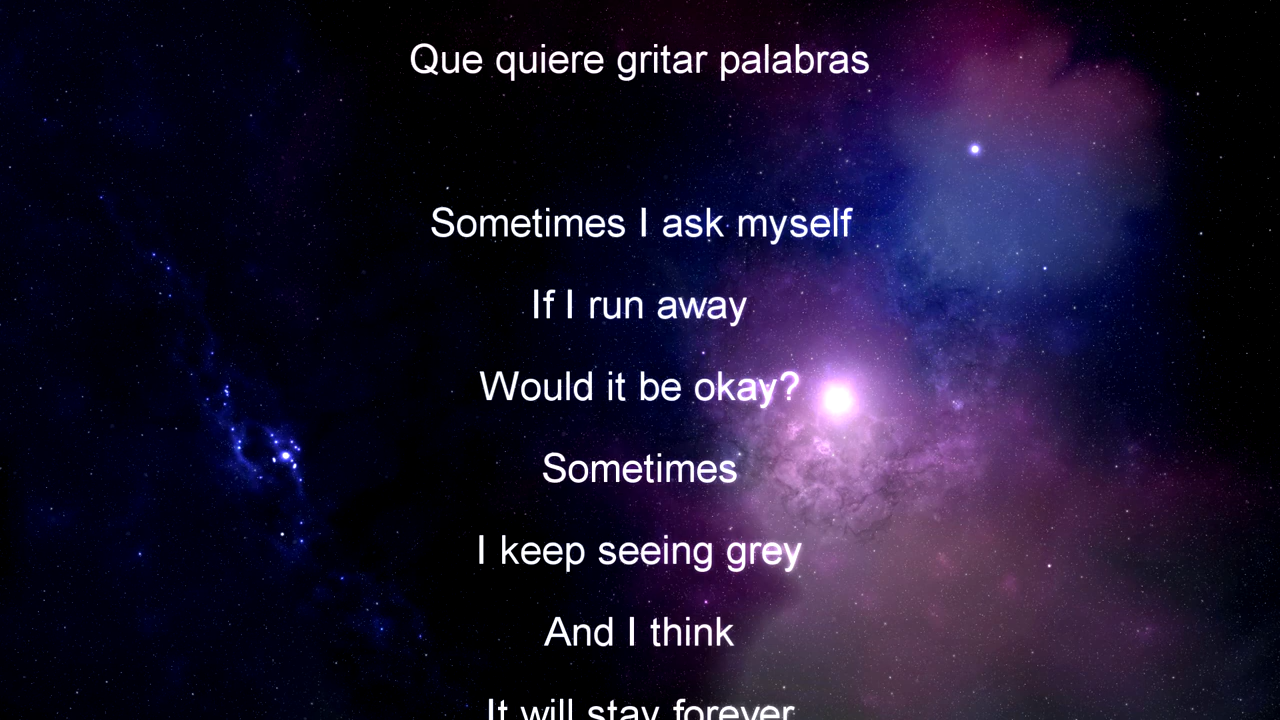 Que quiere gritar palabras
Sometimes I ask myself
If I run away
Would it be okay?
Sometimes
I keep seeing grey
And I think
It will stay forever